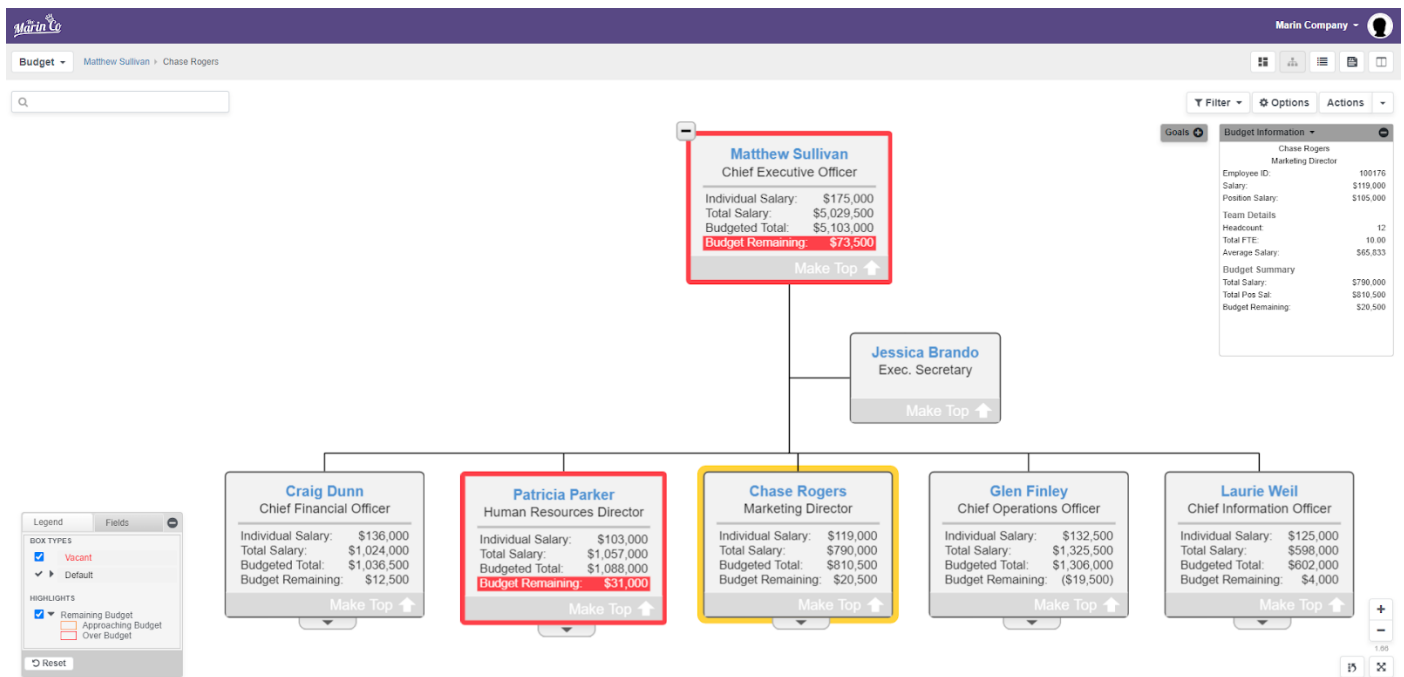 The Marin Co
Marin Company
Budget
Matthew Sullivan › Chase Rogers
Filter
Options
Actions
Goals
Budget Information
Chase Rogers
Marketing Director
Employee ID: 100176
Salary: $119,000
Position Salary: $105,000
Team Details
Headcount: 12
Total FTE: 10.00
Average Salary: $65,833
Budget Summary
Total Salary: $790,000
Total Pos Sal: $810,500
Budget Remaining: $20,500
Matthew Sullivan
Chief Executive Officer
Individual Salary: $175,000
Total Salary: $5,029,500
Budgeted Total: $5,103,000
Budget Remaining: $73,500
Make Top
Jessica Brando
Exec. Secretary
Make Top
Craig Dunn
Chief Financial Officer
Individual Salary: $136,000
Total Salary: $1,024,000
Budgeted Total: $1,036,500
Budget Remaining: $12,500
Make Top
Patricia Parker
Human Resources Director
Individual Salary: $103,000
Total Salary: $1,057,000
Budgeted Total: $1,088,000
Budget Remaining: $31,000
Make Top
Chase Rogers
Marketing Director
Individual Salary: $119,000
Total Salary: $790,000
Budgeted Total: $810,500
Budget Remaining: $20,500
Make Top
Glen Finley
Chief Operations Officer
Individual Salary: $132,500
Total Salary: $1,325,500
Budgeted Total: $1,306,000
Budget Remaining: ($19,500)
Make Top
Laurie Weil
Chief Information Officer
Individual Salary: $125,000
Total Salary: $598,000
Budgeted Total: $602,000
Budget Remaining: $4,000
Make Top
Legend
Fields
BOX TYPES
Vacant
Default
HIGHLIGHTS
Remaining Budget
Approaching Budget
Over Budget
Reset
1.66